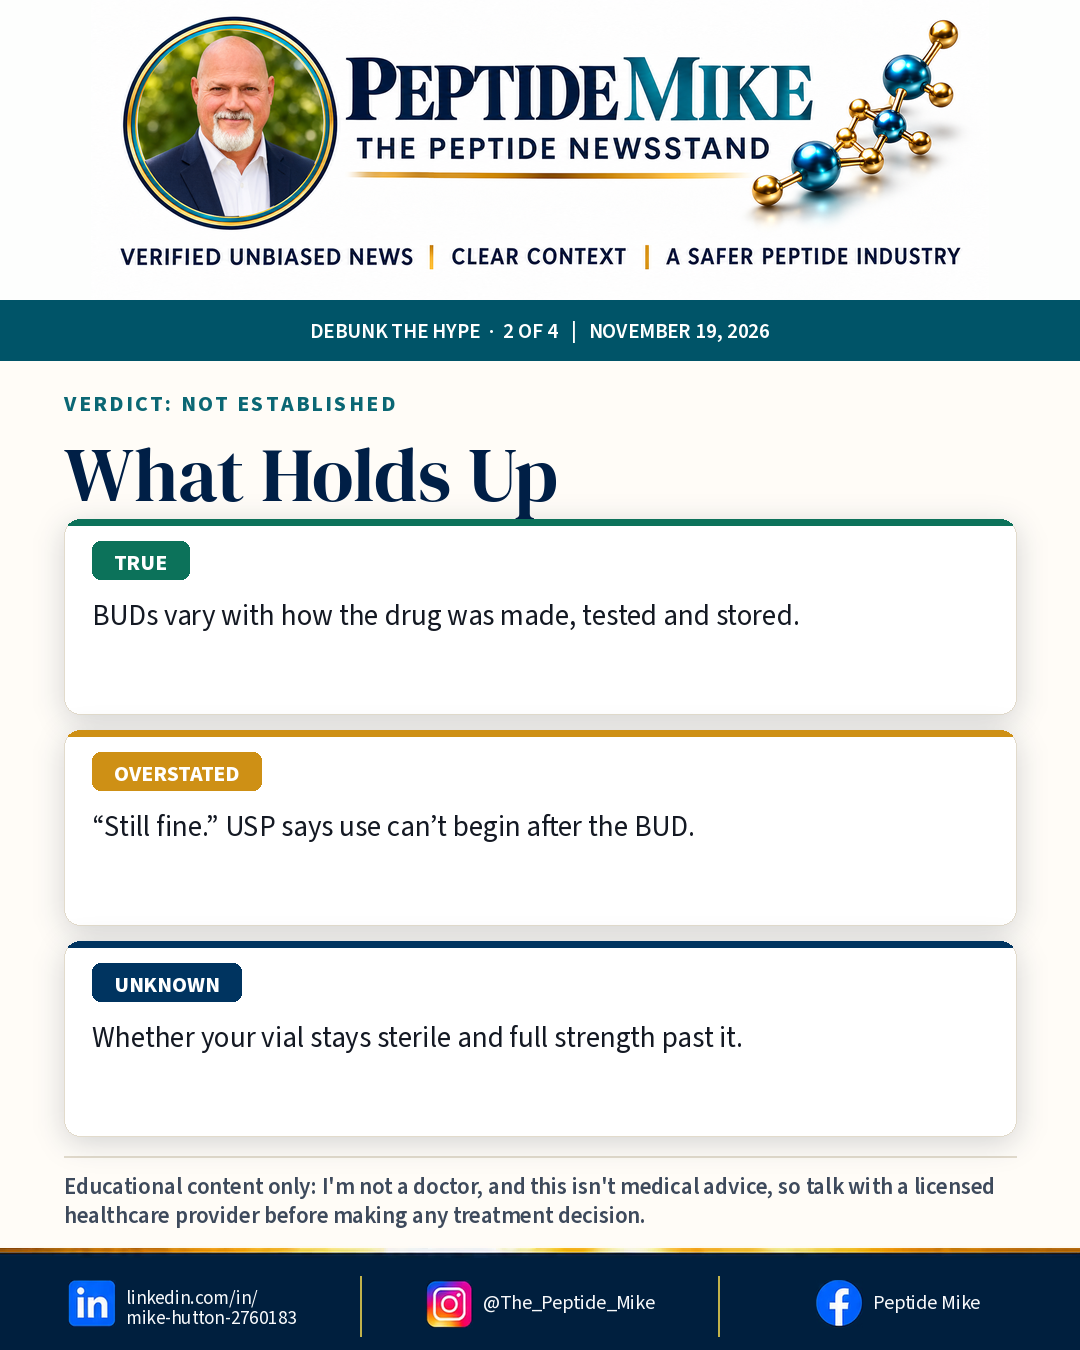 PEPTIDEMIKE
THE PEPTIDE NEWSSTAND
VERIFIED UNBIASED NEWS | CLEAR CONTEXT | A SAFER PEPTIDE INDUSTRY
DEBUNK THE HYPE · 2 OF 4 | NOVEMBER 19, 2026
VERDICT: NOT ESTABLISHED
What Holds Up
TRUE
BUDs vary with how the drug was made, tested and stored.
OVERSTATED
“Still fine.” USP says use can’t begin after the BUD.
UNKNOWN
Whether your vial stays sterile and full strength past it.
Educational content only: I'm not a doctor, and this isn't medical advice, so talk with a licensed
healthcare provider before making any treatment decision.
linkedin.com/in/
mike-hutton-2760183
@The_Peptide_Mike
Peptide Mike